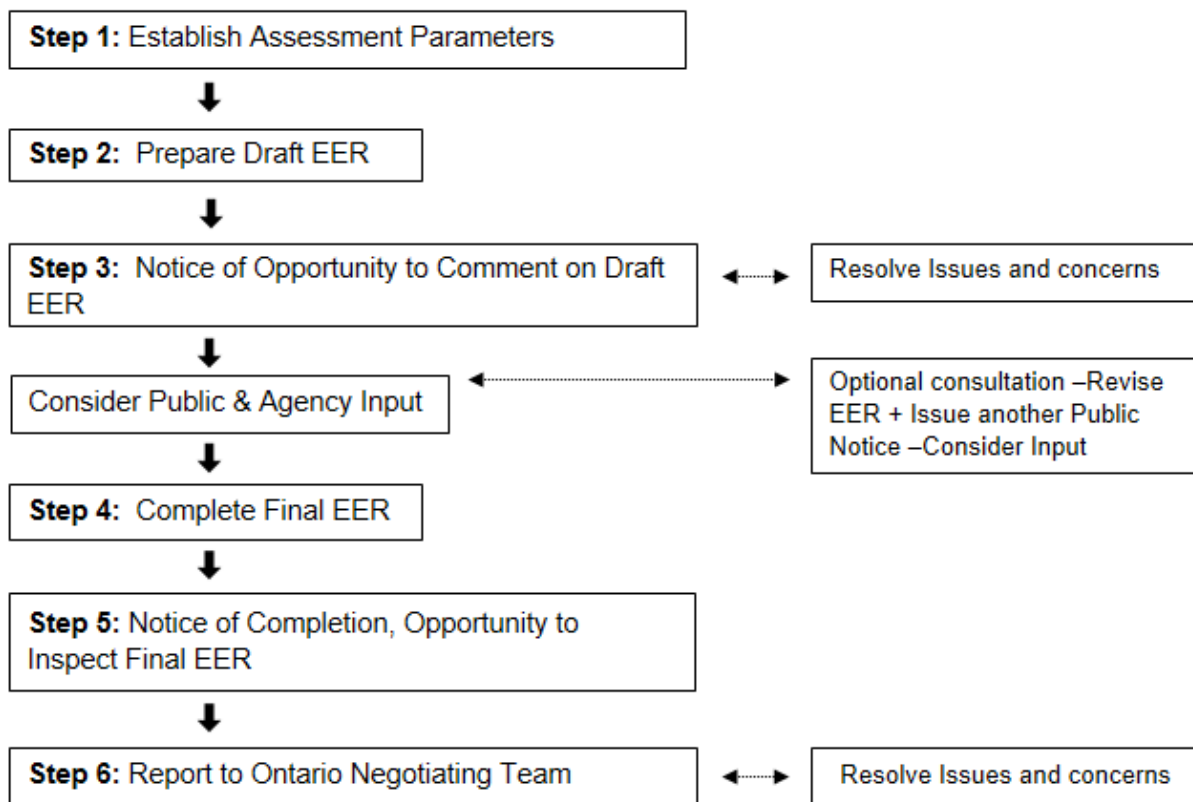 Step 1: Establish Assessment Parameters
Step 2: Prepare Draft EER
Step 3: Notice of Opportunity to Comment on Draft
EER
Resolve Issues and concerns
Consider Public & Agency Input
Optional consultation –Revise
EER + Issue another Public
Notice –Consider Input
Step 4: Complete Final EER
Step 5: Notice of Completion, Opportunity to
Inspect Final EER
Step 6: Report to Ontario Negotiating Team
Resolve Issues and concerns